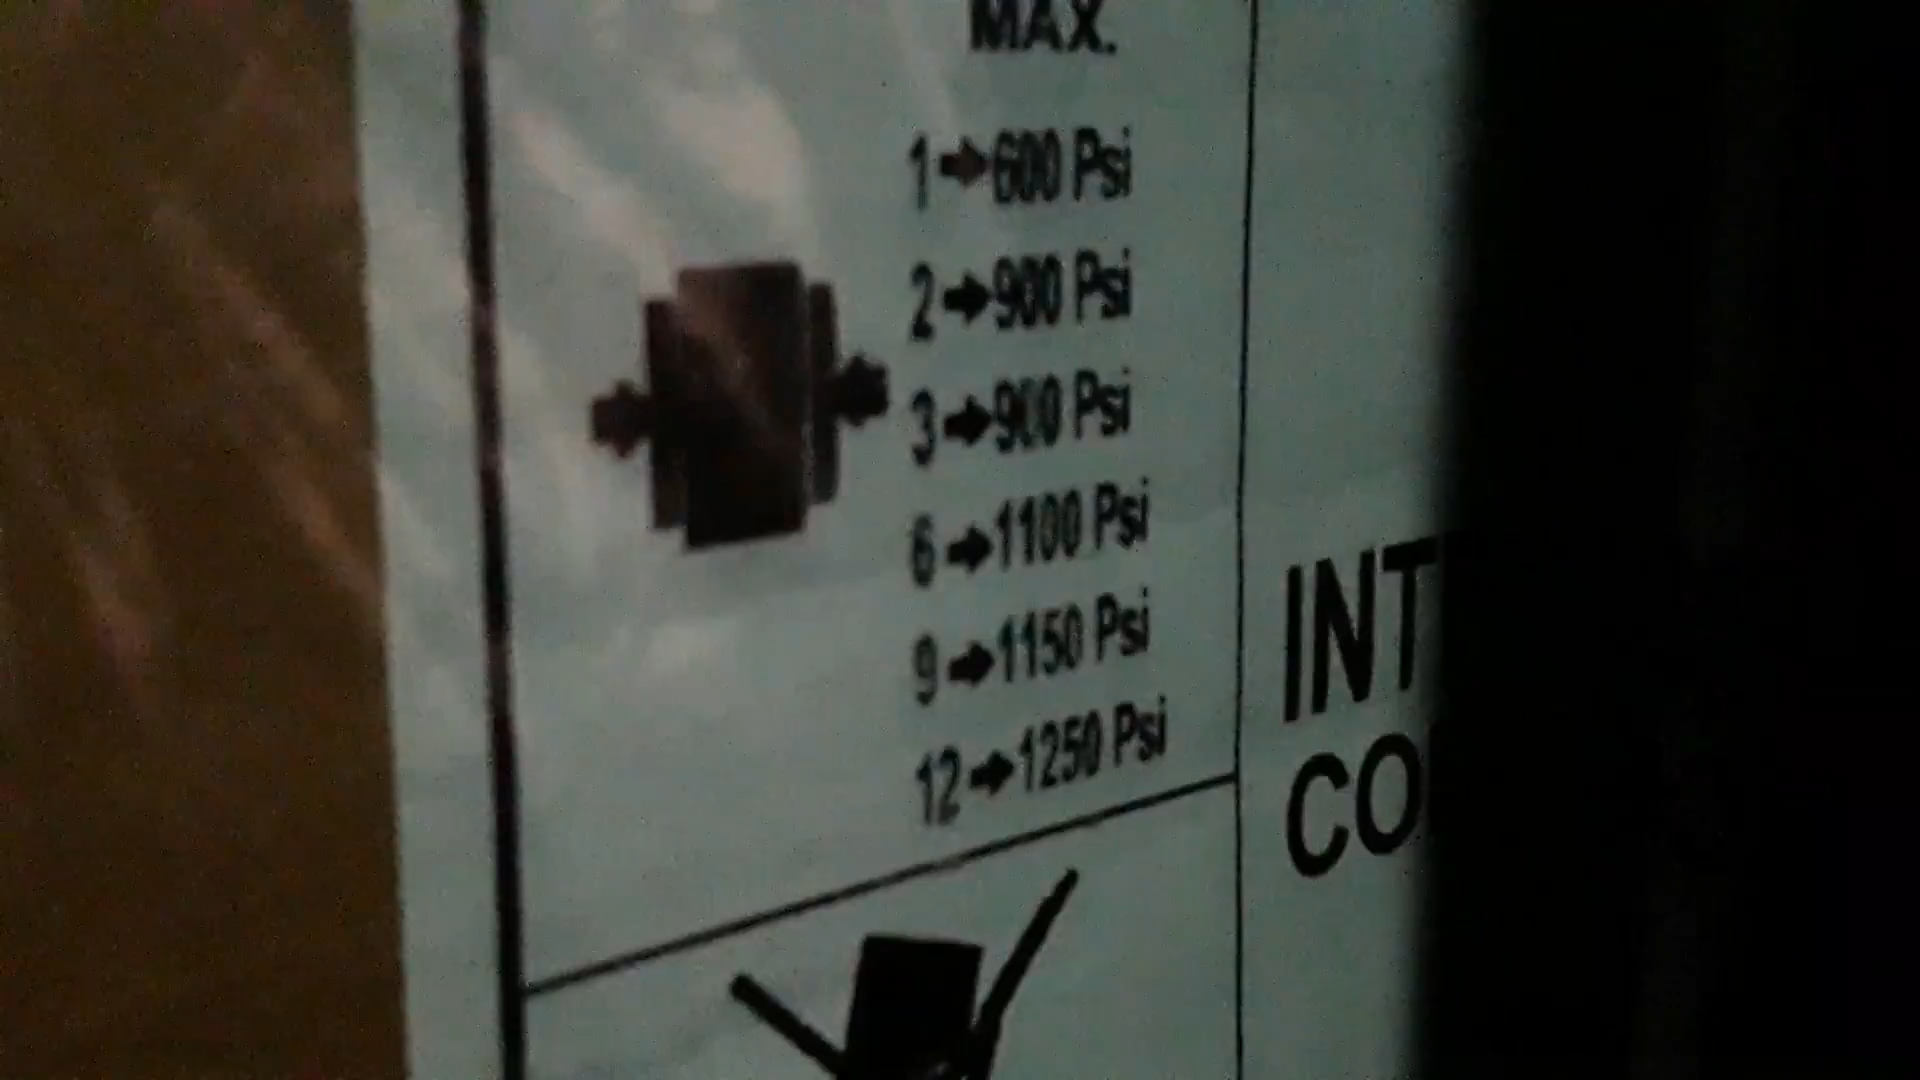 MAX.
1➔600 Psi
2➔900 Psi
3➔900 Psi
6➔1100 Psi
9➔1150 Psi
12➔1250 Psi
INT
CO